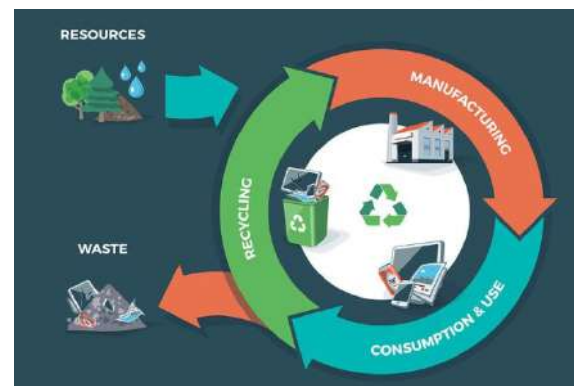 RESOURCES
MANUFACTURING
RECYCLING
WASTE
CONSUMPTION & USE